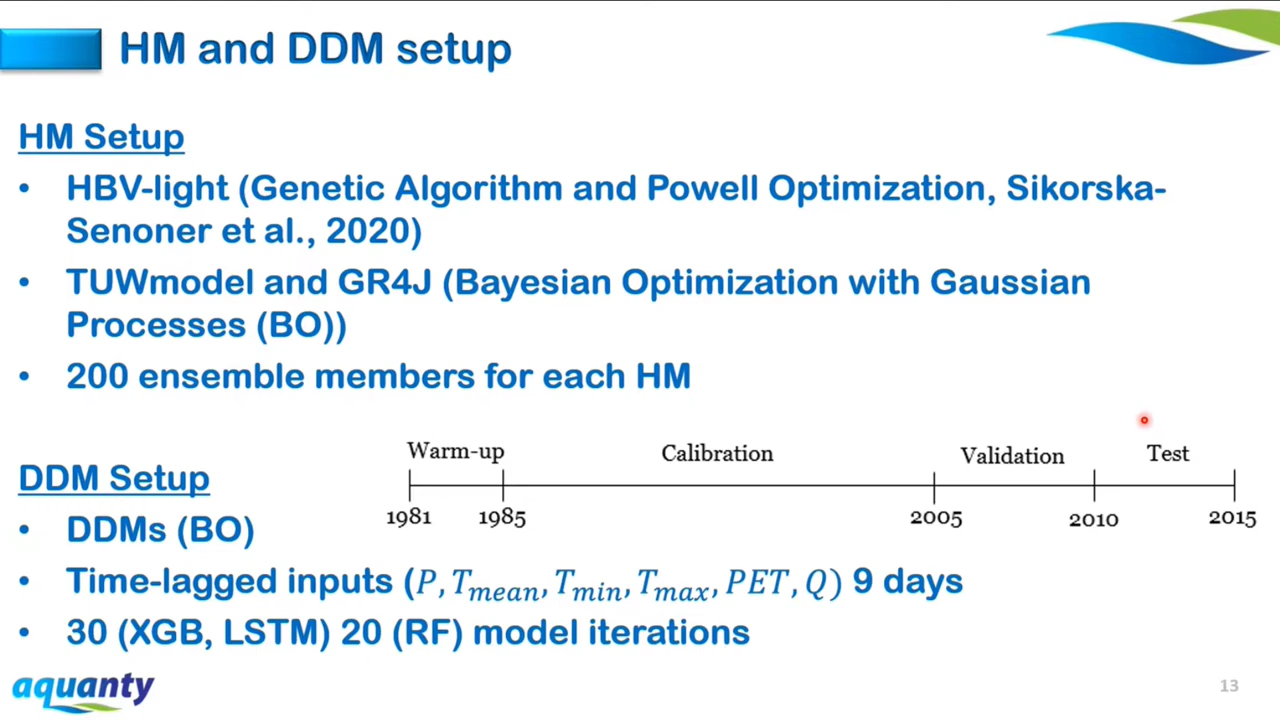 HM and DDM setup
HM Setup
• HBV-light (Genetic Algorithm and Powell Optimization, Sikorska-
Senoner et al., 2020)
• TUWmodel and GR4J (Bayesian Optimization with Gaussian
Processes (BO))
• 200 ensemble members for each HM
Warm-up Calibration Validation Test
1981 1985 2005 2010 2015
DDM Setup
• DDMs (BO)
• Time-lagged inputs (P, T_mean, T_min, T_max, PET, Q) 9 days
• 30 (XGB, LSTM) 20 (RF) model iterations
aquanty
13